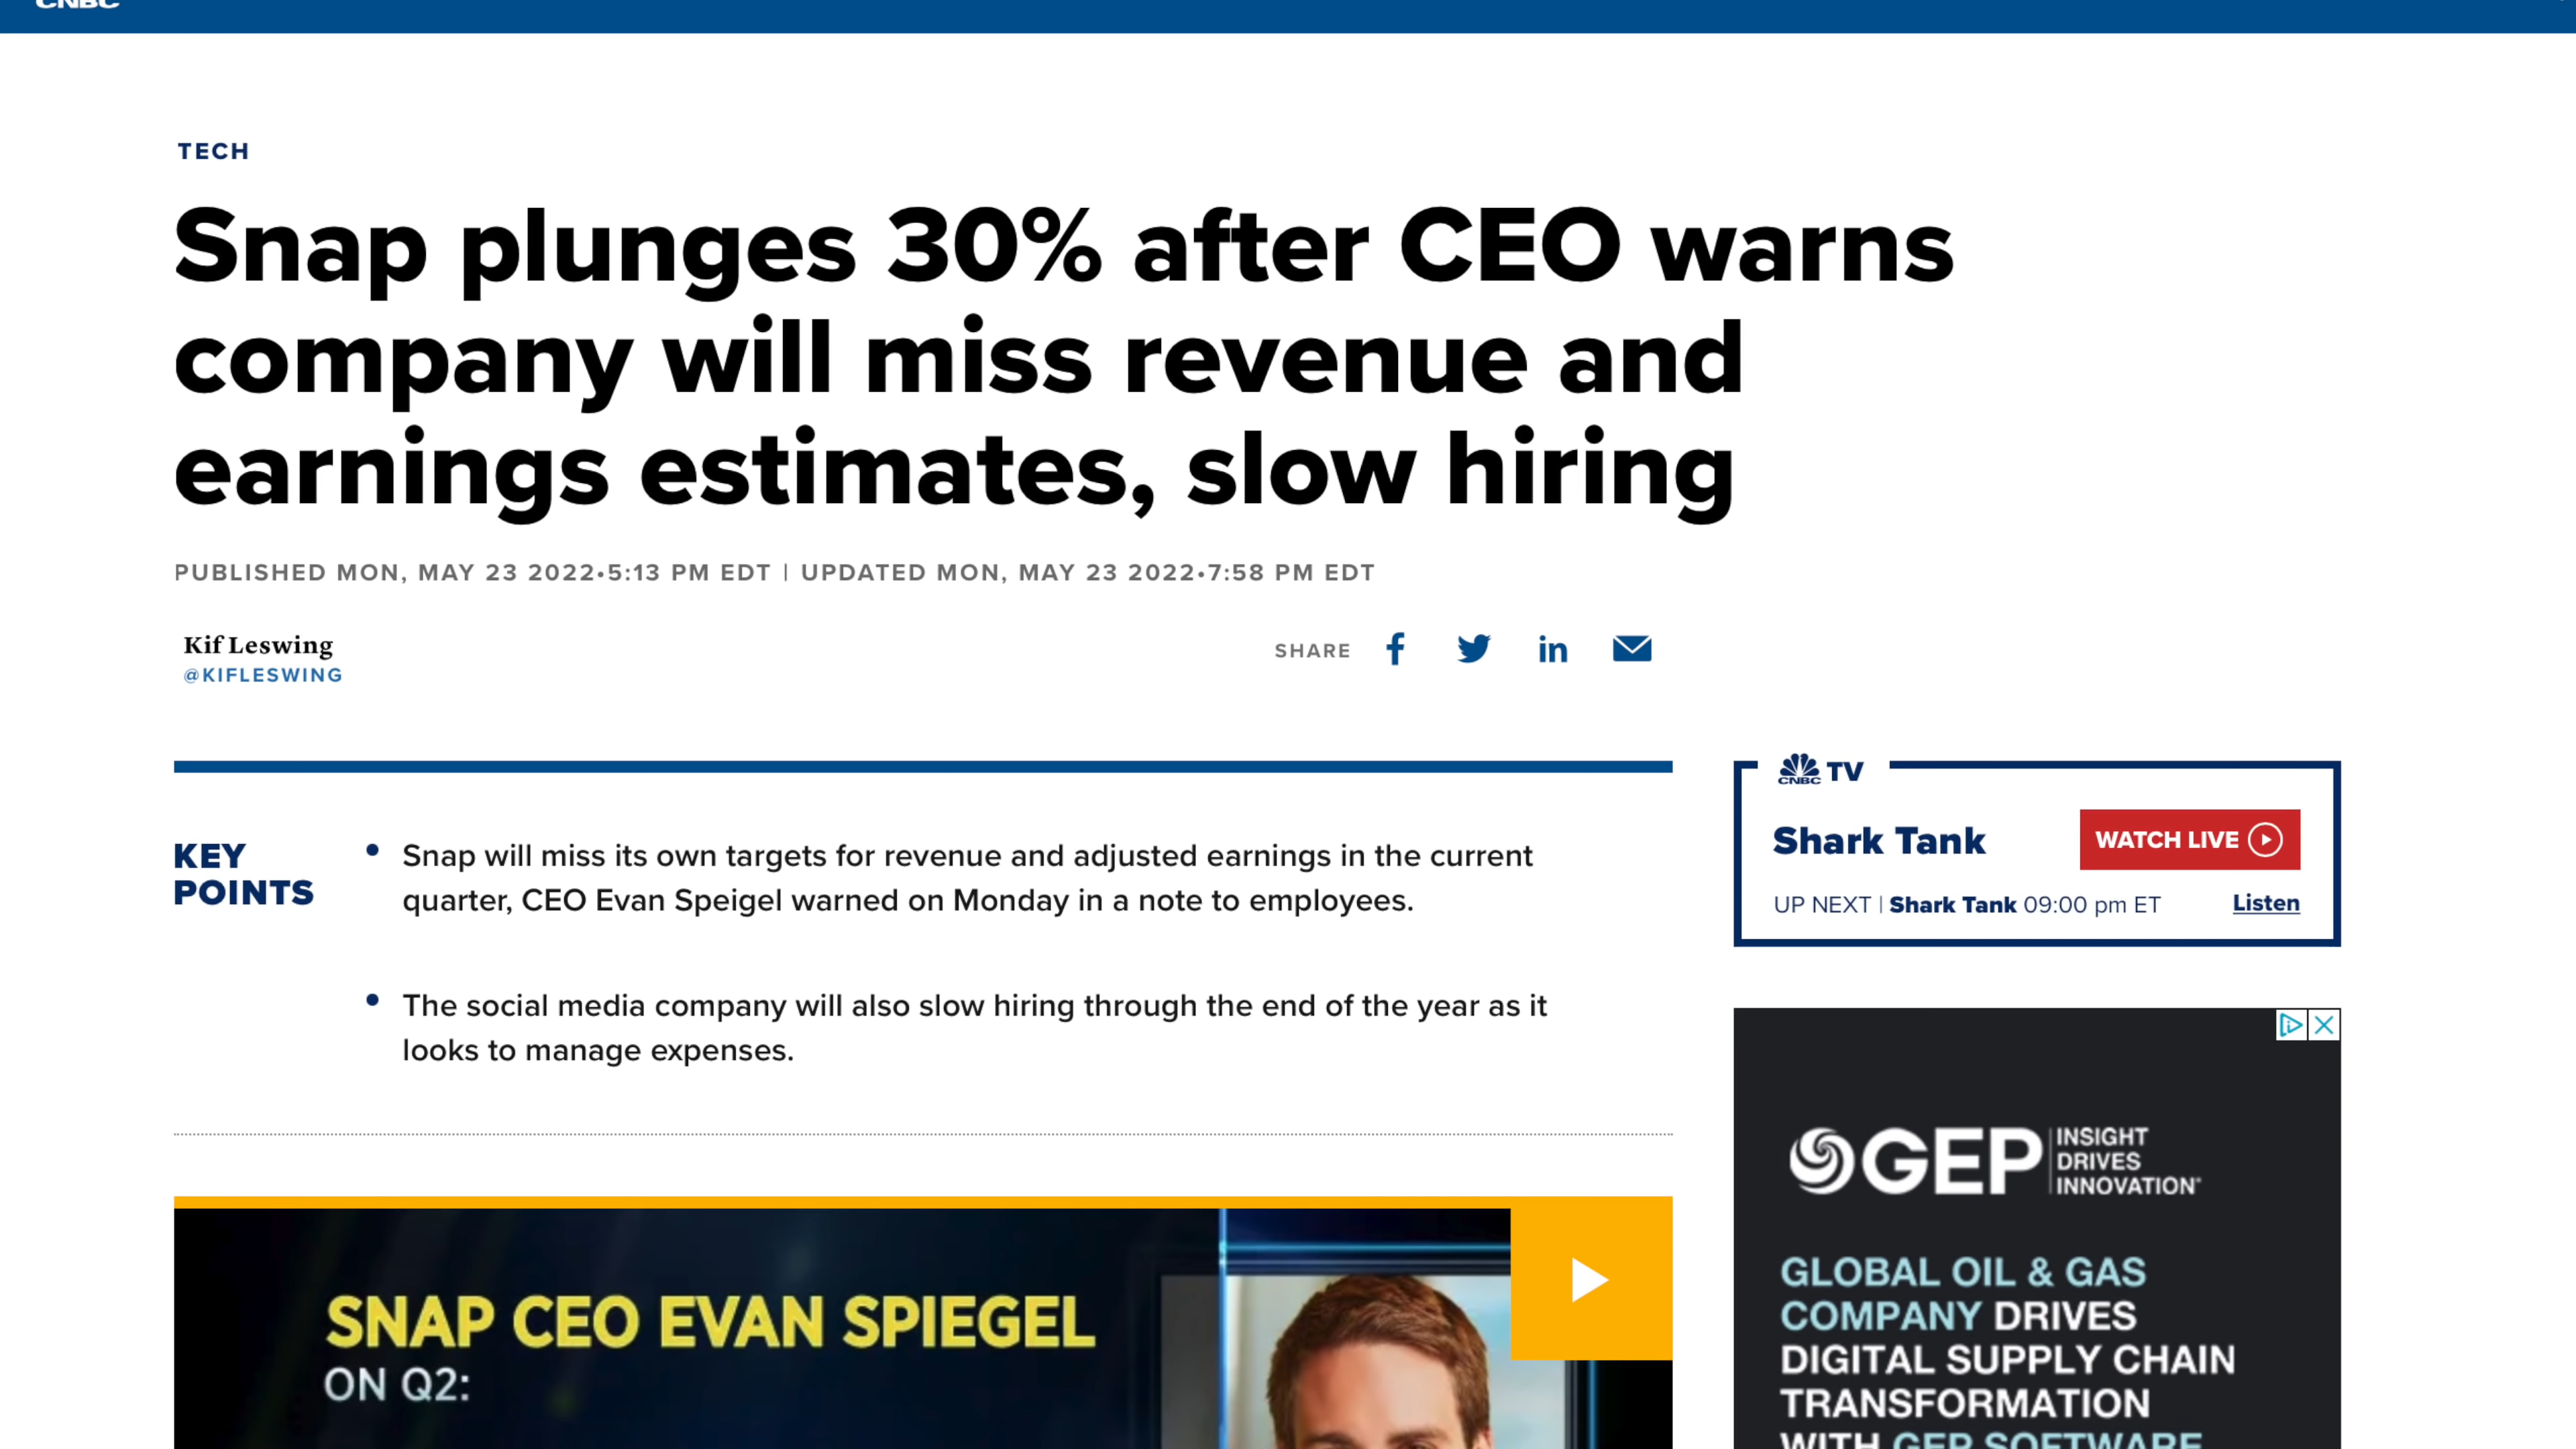 CNBC
TECH
Snap plunges 30% after CEO warns
company will miss revenue and
earnings estimates, slow hiring
PUBLISHED MON, MAY 23 2022•5:13 PM EDT | UPDATED MON, MAY 23 2022•7:58 PM EDT
Kif Leswing
@KIFLESWING
SHARE
KEY
POINTS
• Snap will miss its own targets for revenue and adjusted earnings in the current
quarter, CEO Evan Speigel warned on Monday in a note to employees.
• The social media company will also slow hiring through the end of the year as it
looks to manage expenses.
SNAP CEO EVAN SPIEGEL
ON Q2:
CNBC TV
Shark Tank
WATCH LIVE
UP NEXT | Shark Tank 09:00 pm ET
Listen
GEP
INSIGHT
DRIVES
INNOVATION
GLOBAL OIL & GAS
COMPANY DRIVES
DIGITAL SUPPLY CHAIN
TRANSFORMATION
WITH GEP SOFTWARE